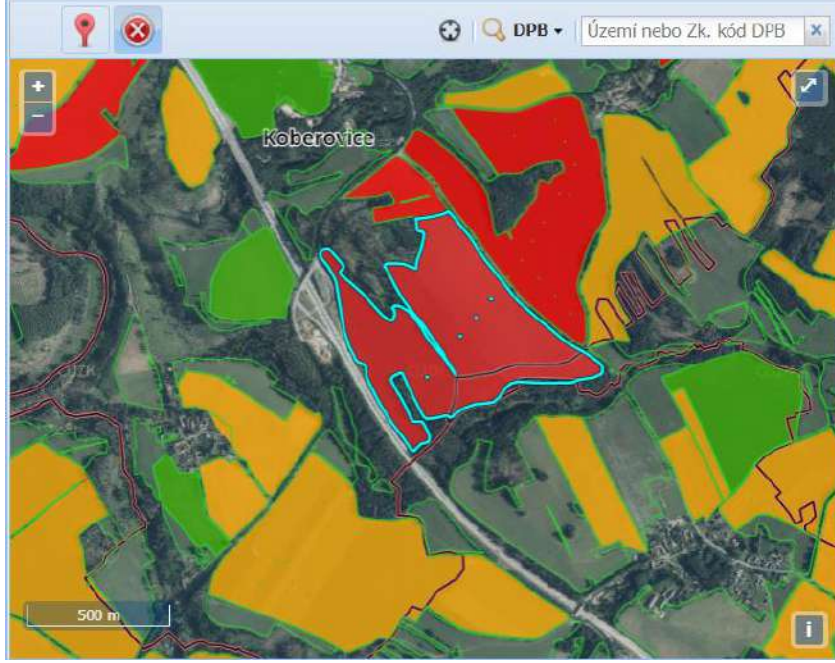 DPB
Území nebo Zk. kód DPB
+
Koberovice
−
500 m
i